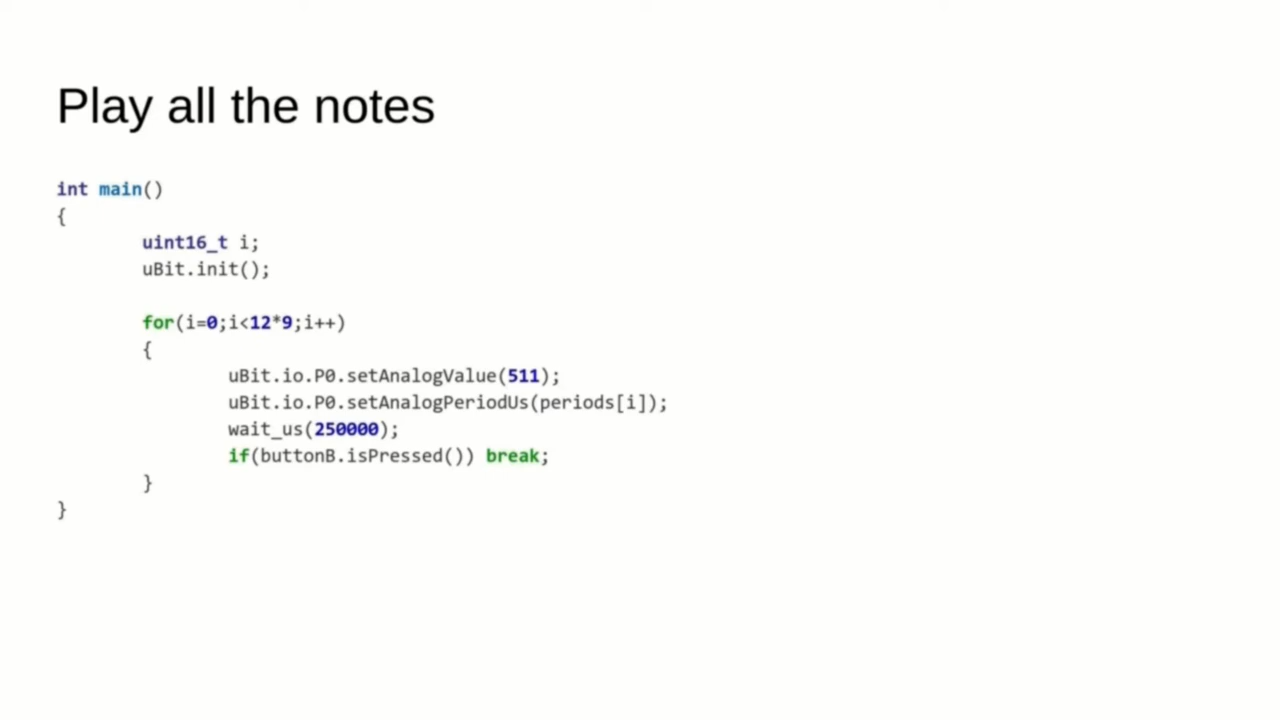 Play all the notes
int main()
{
uint16_t i;
uBit.init();
for(i=0;i<12*9;i++)
{
uBit.io.P0.setAnalogValue(511);
uBit.io.P0.setAnalogPeriodUs(periods[i]);
wait_us(250000);
if(buttonB.isPressed()) break;
}
}